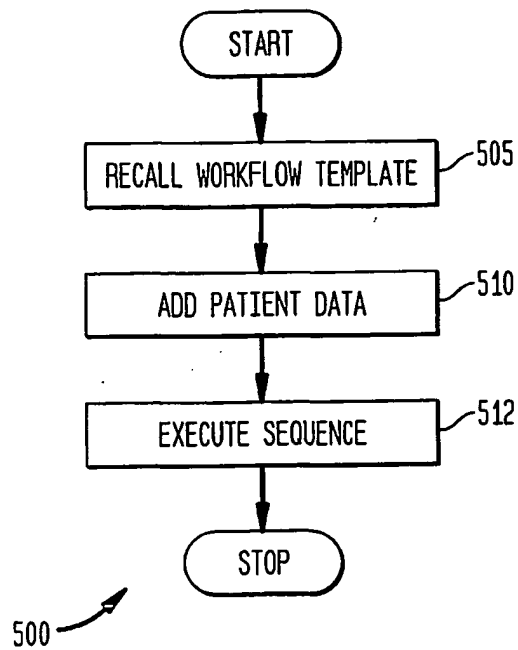 START
RECALL WORKFLOW TEMPLATE
505
ADD PATIENT DATA
510
EXECUTE SEQUENCE
512
STOP
500